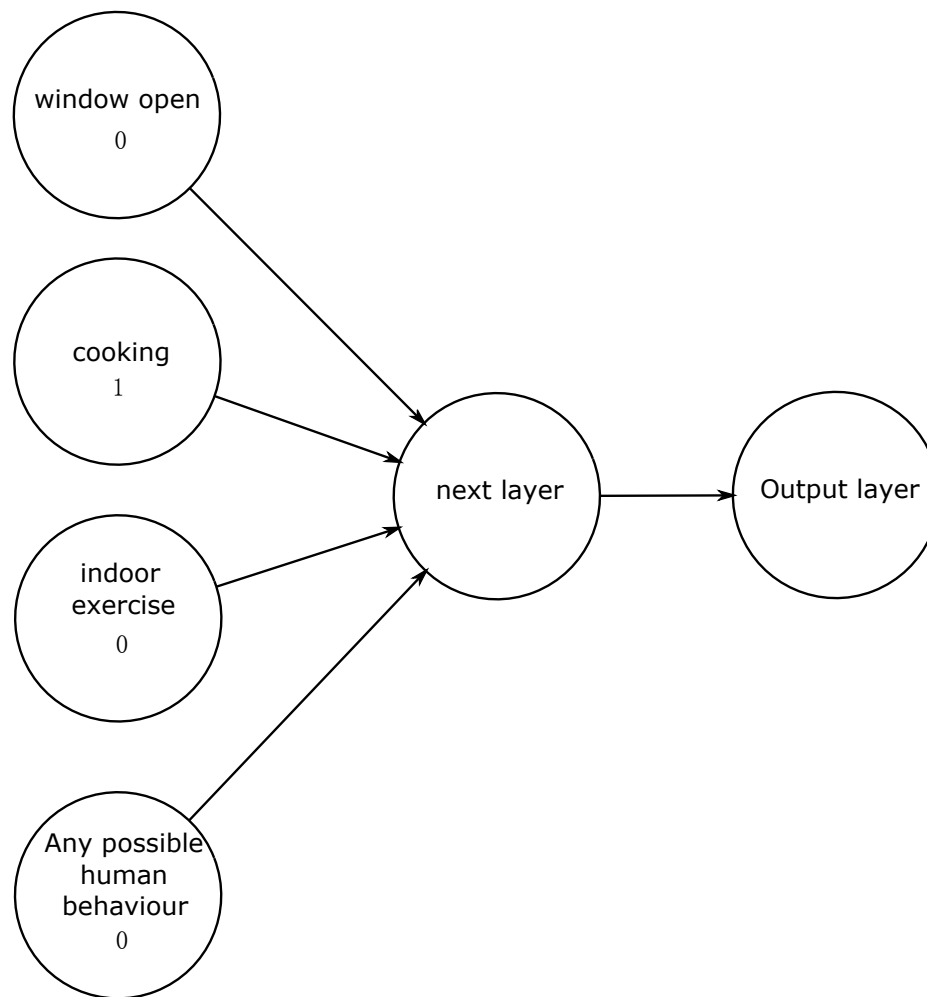 window open
0
cooking
1
indoor
exercise
0
Any possible
human
behaviour
0
next layer
Output layer